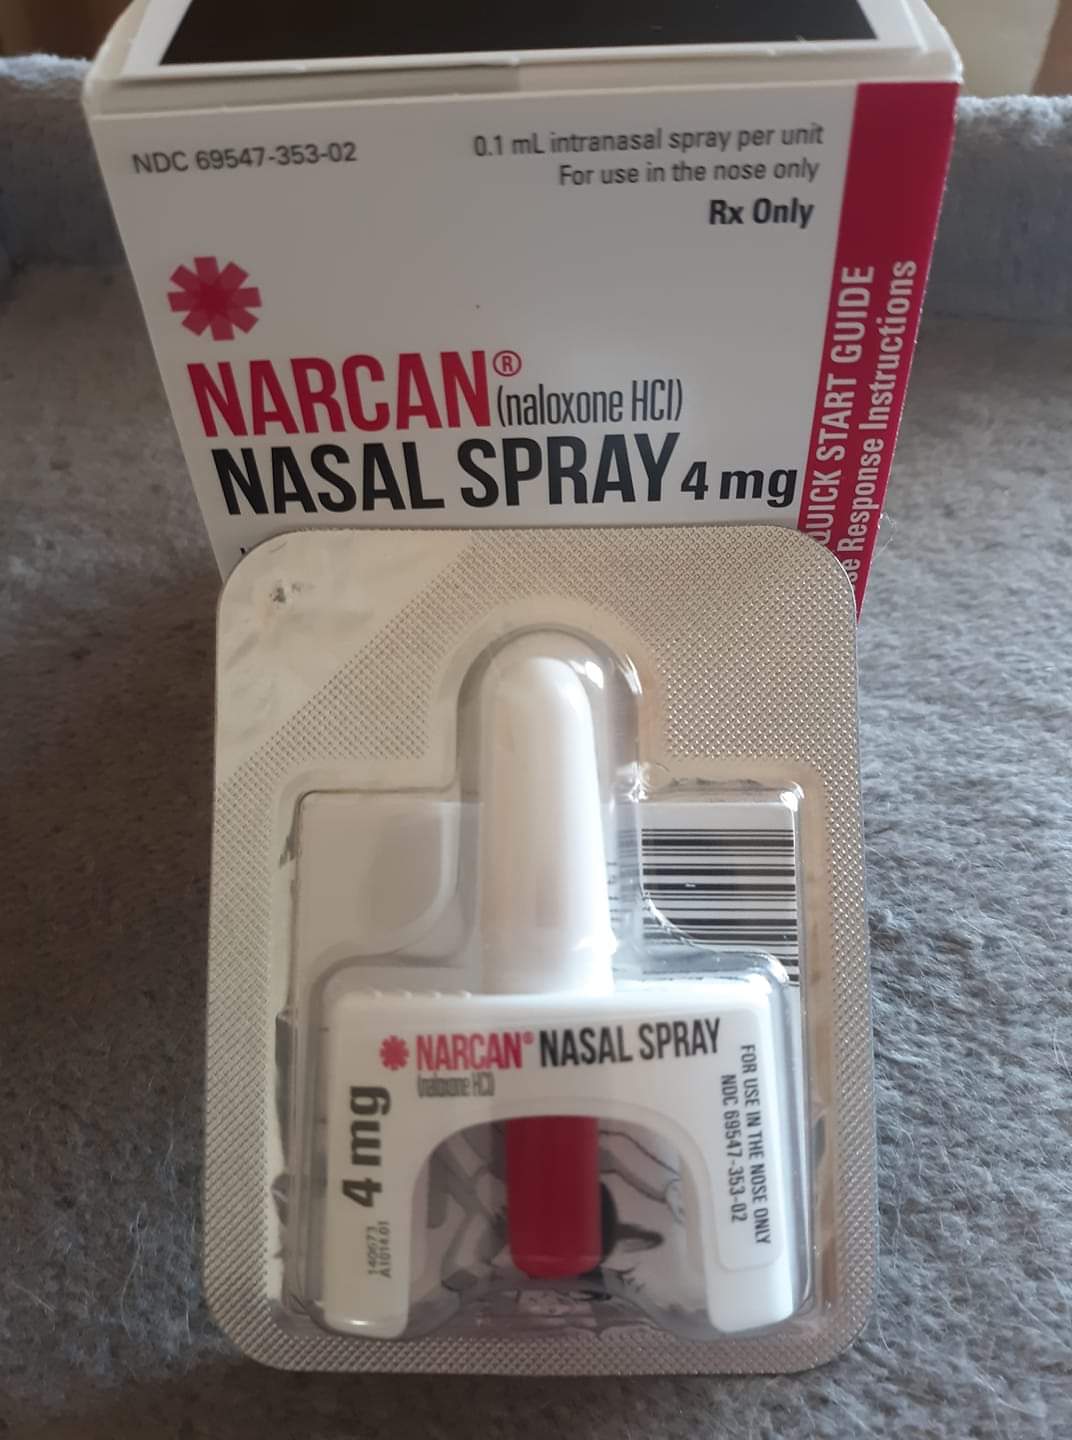 NDC 69547-353-02
0.1 mL intranasal spray per unit
For use in the nose only
Rx Only
NARCAN®
(naloxone HCl)
NASAL SPRAY 4 mg
QUICK START GUIDE
Response Instructions
NARCAN® NASAL SPRAY
(naloxone HCl)
4 mg
A1014.01
FOR USE IN THE NOSE ONLY
NDC 69547-353-02